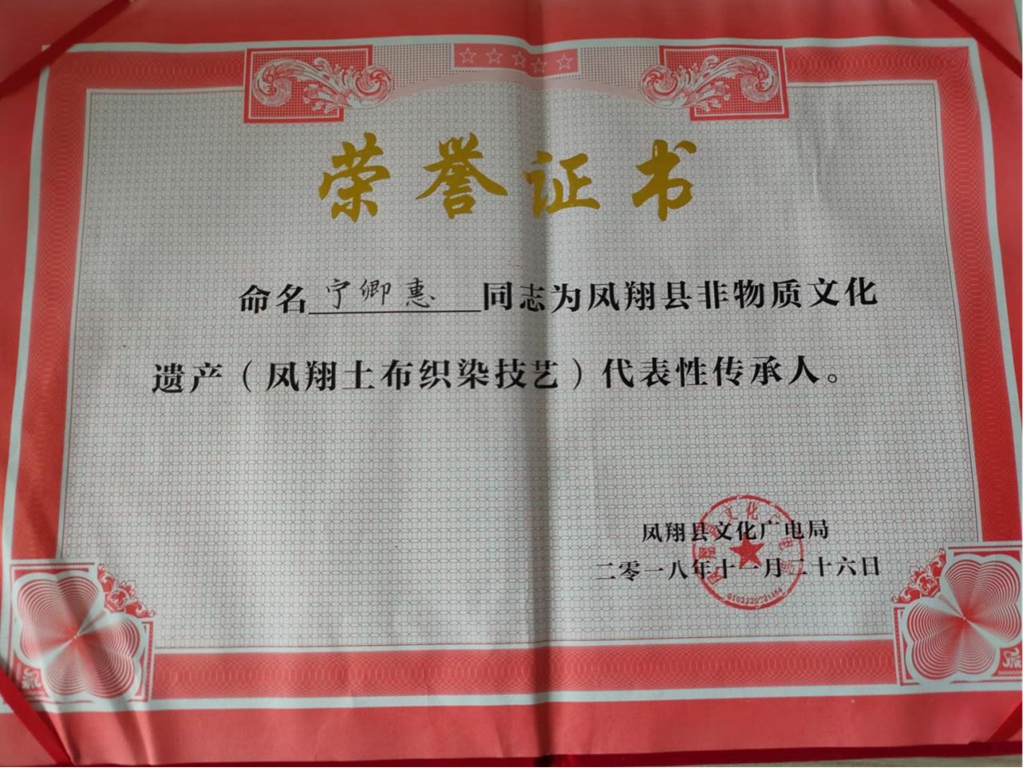 荣誉证书
命名宁卿惠同志为凤翔县非物质文化
遗产（凤翔土布织染技艺）代表性传承人。
凤翔县文化广电局
二零一八年十一月二十六日